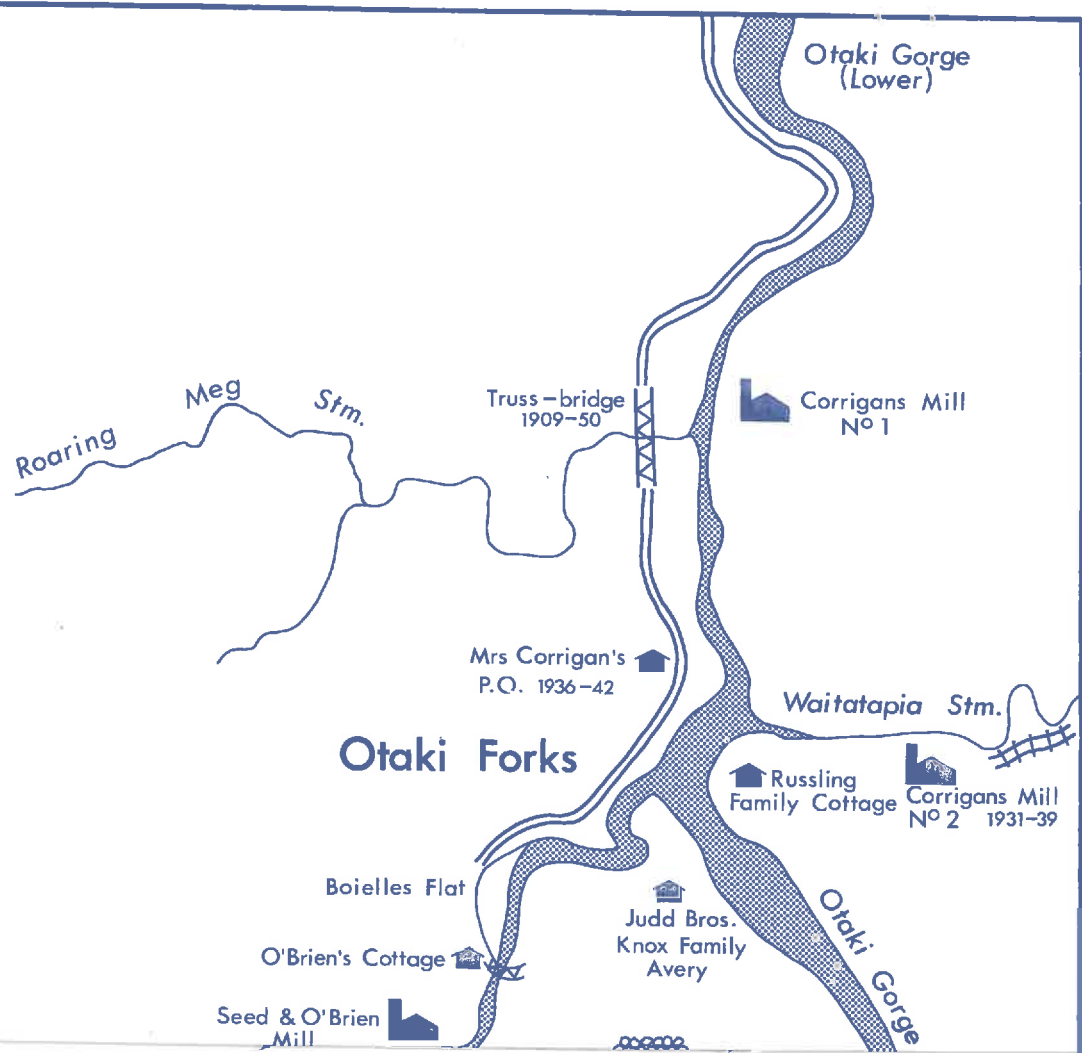 Otaki Gorge
(Lower)
Truss-bridge
1909-50
Corrigans Mill
Nº 1
Roaring Meg Stm.
Mrs Corrigan's
P.O. 1936-42
Waitatapia Stm.
Otaki Forks
Russling
Family Cottage
Corrigans Mill
Nº 2 1931-39
Boielles Flat
Judd Bros.
Knox Family
Avery
Otaki Gorge
O'Brien's Cottage
Seed & O'Brien
Mill